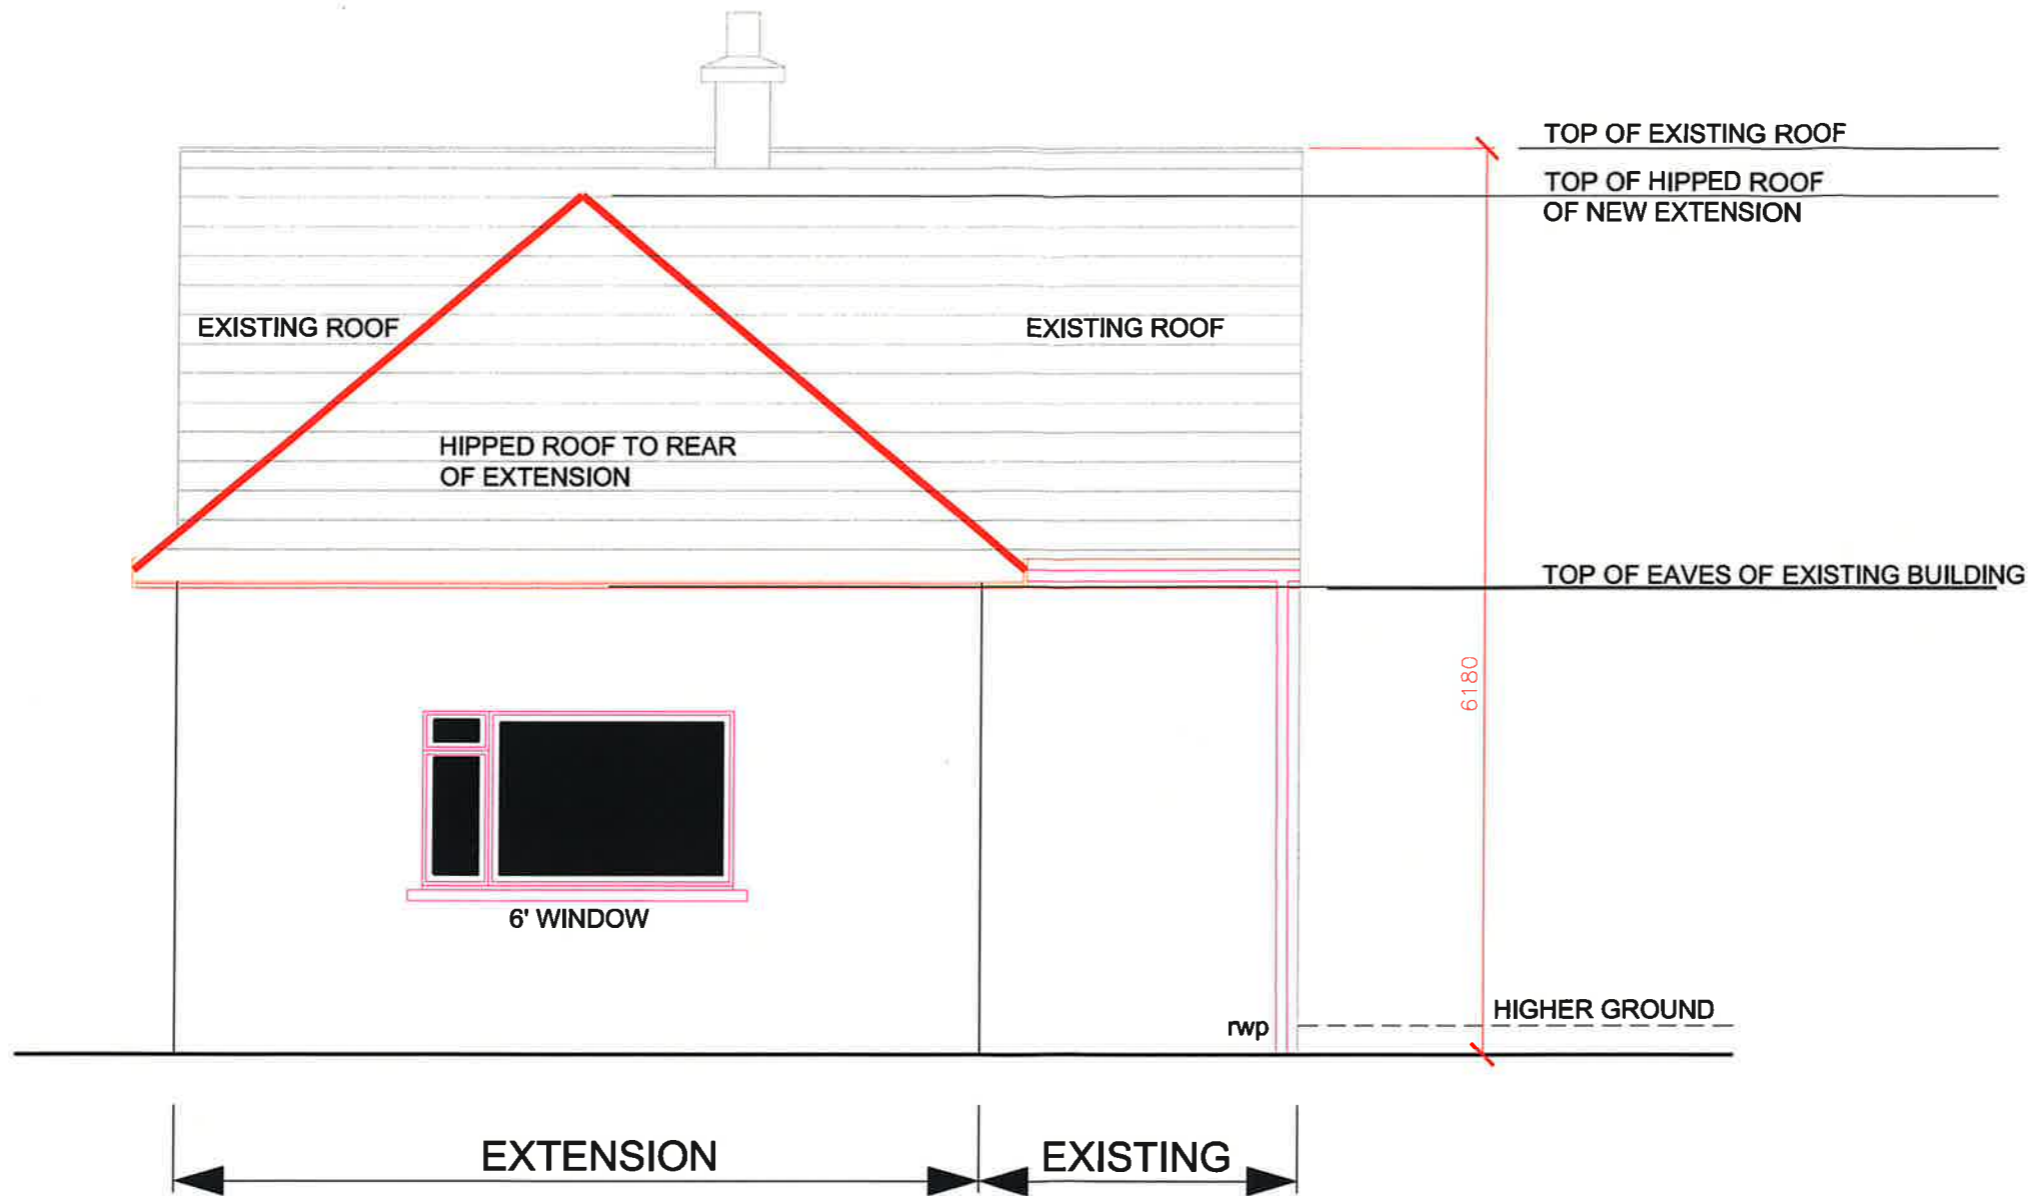 TOP OF EXISTING ROOF
TOP OF HIPPED ROOF
OF NEW EXTENSION
EXISTING ROOF
EXISTING ROOF
HIPPED ROOF TO REAR
OF EXTENSION
TOP OF EAVES OF EXISTING BUILDING
6180
6' WINDOW
HIGHER GROUND
rwp
EXTENSION
EXISTING